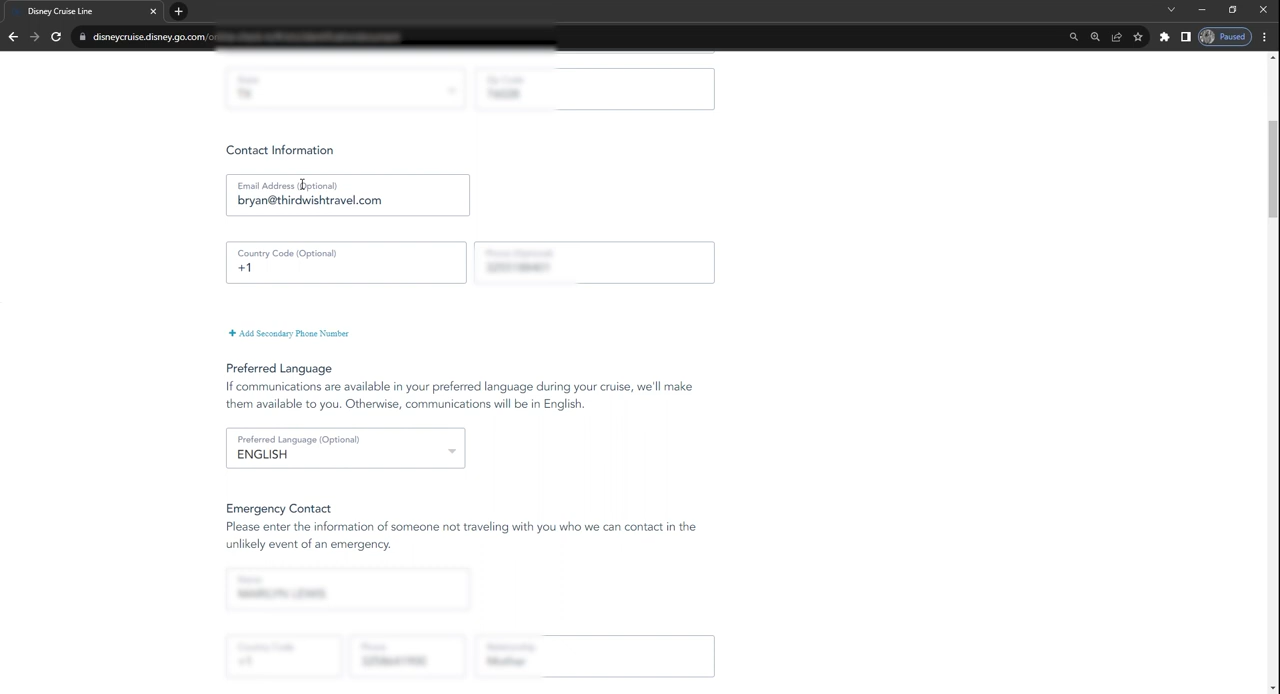 Disney Cruise Line
disneycruise.disney.go.com/o
Paused
Contact Information
Email Address (Optional)
bryan@thirdwishtravel.com
Country Code (Optional)
+1
+ Add Secondary Phone Number
Preferred Language
If communications are available in your preferred language during your cruise, we'll make
them available to you. Otherwise, communications will be in English.
Preferred Language (Optional)
ENGLISH
Emergency Contact
Please enter the information of someone not traveling with you who we can contact in the
unlikely event of an emergency.